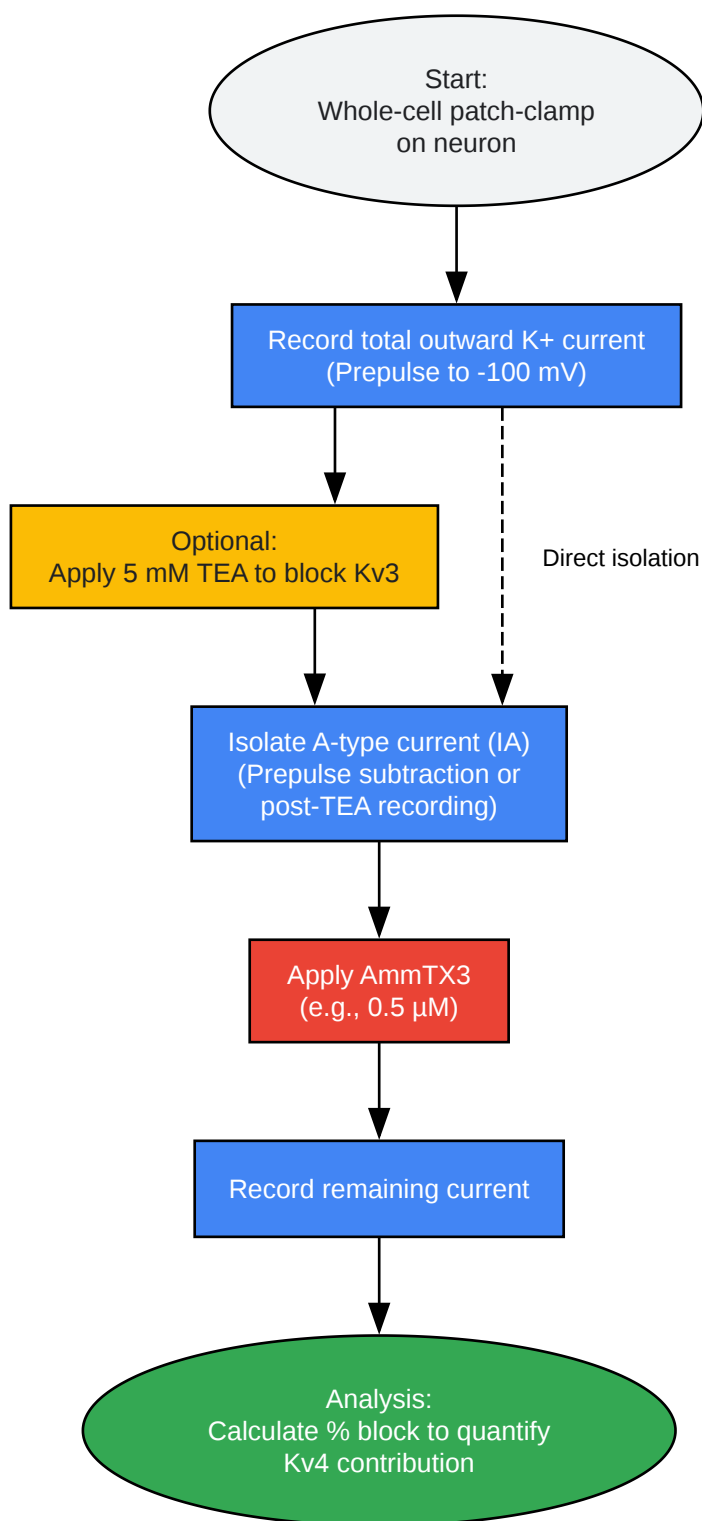 Start:
Whole-cell patch-clamp
on neuron
Record total outward K+ current
(Prepulse to -100 mV)
Optional:
Apply 5 mM TEA to block Kv3
Direct isolation
Isolate A-type current (IA)
(Prepulse subtraction or
post-TEA recording)
Apply AmmTX3
(e.g., 0.5 µM)
Record remaining current
Analysis:
Calculate % block to quantify
Kv4 contribution